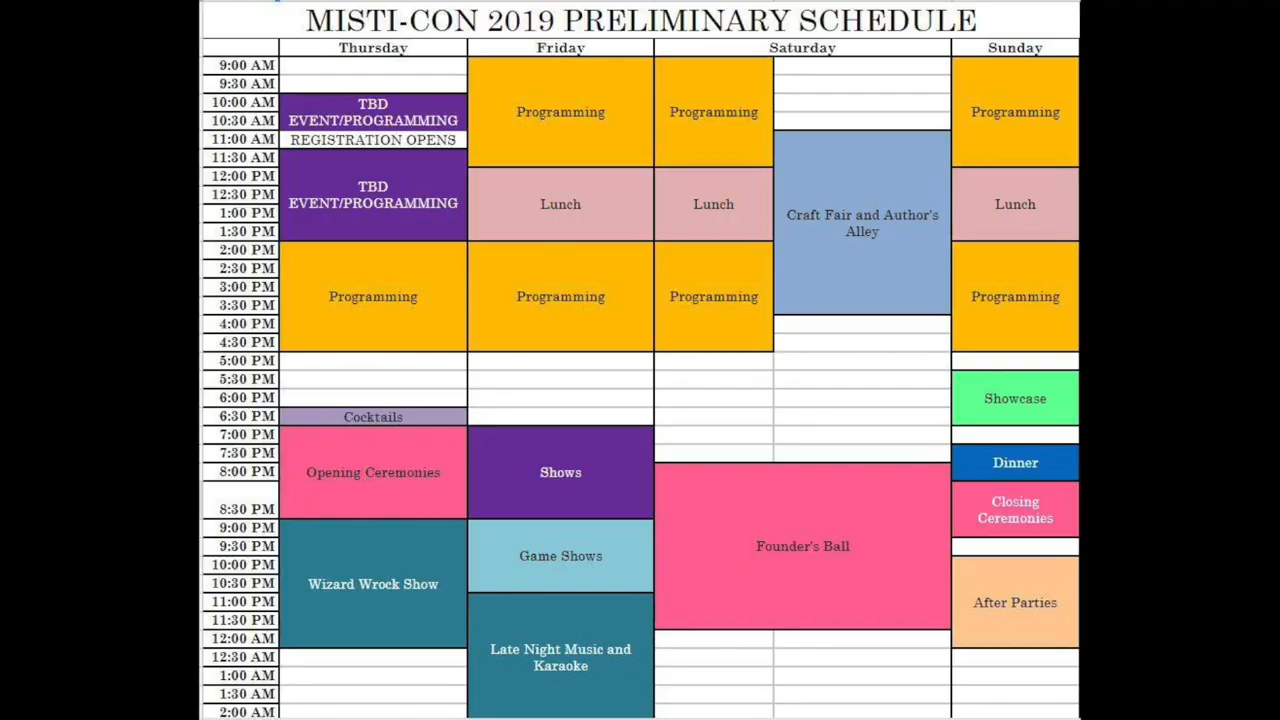 MISTI-CON 2019 PRELIMINARY SCHEDULE
Thursday Friday Saturday Sunday
9:00 AM
9:30 AM
10:00 AM
10:30 AM
11:00 AM
11:30 AM
12:00 PM
12:30 PM
1:00 PM
1:30 PM
2:00 PM
2:30 PM
3:00 PM
3:30 PM
4:00 PM
4:30 PM
5:00 PM
5:30 PM
6:00 PM
6:30 PM
7:00 PM
7:30 PM
8:00 PM
8:30 PM
9:00 PM
9:30 PM
10:00 PM
10:30 PM
11:00 PM
11:30 PM
12:00 AM
12:30 AM
1:00 AM
1:30 AM
2:00 AM
TBD
EVENT/PROGRAMMING
REGISTRATION OPENS
TBD
EVENT/PROGRAMMING
Programming
Cocktails
Opening Ceremonies
Wizard Wrock Show
Programming
Lunch
Programming
Shows
Game Shows
Late Night Music and
Karaoke
Programming
Lunch
Programming
Craft Fair and Author's
Alley
Founder's Ball
Programming
Lunch
Programming
Showcase
Dinner
Closing
Ceremonies
After Parties